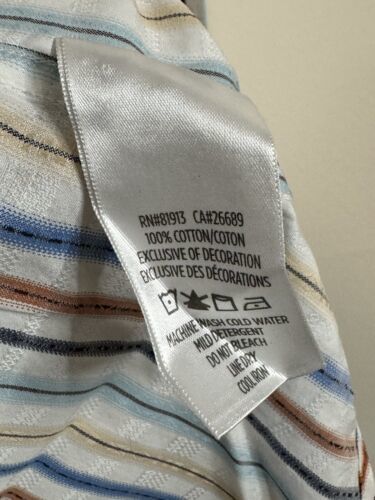 RN#81913 CA#26689
100% COTTON/COTON
EXCLUSIVE OF DECORATION
EXCLUSIVE DES DÉCORATIONS
MACHINE WASH COLD WATER
MILD DETERGENT
DO NOT BLEACH
LINE DRY
COOL IRON